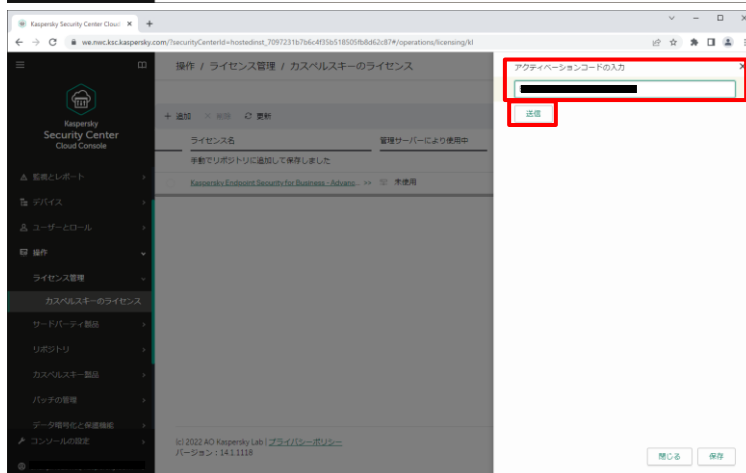 Kaspersky Security Center Cloud
we.nwc.ksc.kaspersky.com/?securityCenterId=hostedinst_7097231b7b6c4f35b518505fb8d62c87#/operations/licensing/kl
Kaspersky
Security Center
Cloud Console
監視とレポート
デバイス
ユーザーとロール
操作
ライセンス管理
カスペルスキーのライセンス
サードパーティ製品
リポジトリ
カスペルスキー製品
パッチの管理
データ暗号化と保護機能
コンソールの設定
操作 / ライセンス管理 / カスペルスキーのライセンス
+ 追加 × 削除 更新
ライセンス名 管理サーバーにより使用中
手動でリポジトリに追加して保存しました
Kaspersky Endpoint Security for Business - Advanc... >> 未使用
(c) 2022 AO Kaspersky Lab | プライバシーポリシー
バージョン : 14.1.1118
アクティベーションコードの入力
送信
閉じる 保存